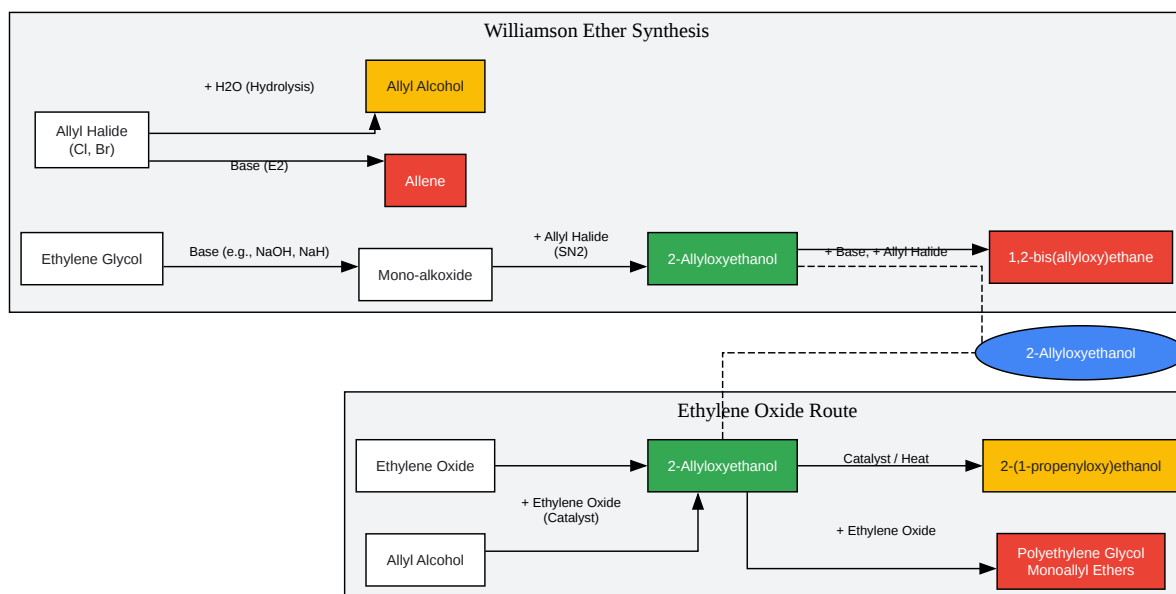 Williamson Ether Synthesis
+ H2O (Hydrolysis)
Allyl Alcohol
Allyl Halide
(Cl, Br)
Base (E2)
Allene
Ethylene Glycol
Base (e.g., NaOH, NaH)
Mono-alkoxide
+ Allyl Halide
(SN2)
2-Allyloxyethanol
+ Base, + Allyl Halide
1,2-bis(allyloxy)ethane
2-Allyloxyethanol
Ethylene Oxide Route
Ethylene Oxide
2-Allyloxyethanol
Catalyst / Heat
2-(1-propenyloxy)ethanol
+ Ethylene Oxide
(Catalyst)
Allyl Alcohol
+ Ethylene Oxide
Polyethylene Glycol
Monoallyl Ethers